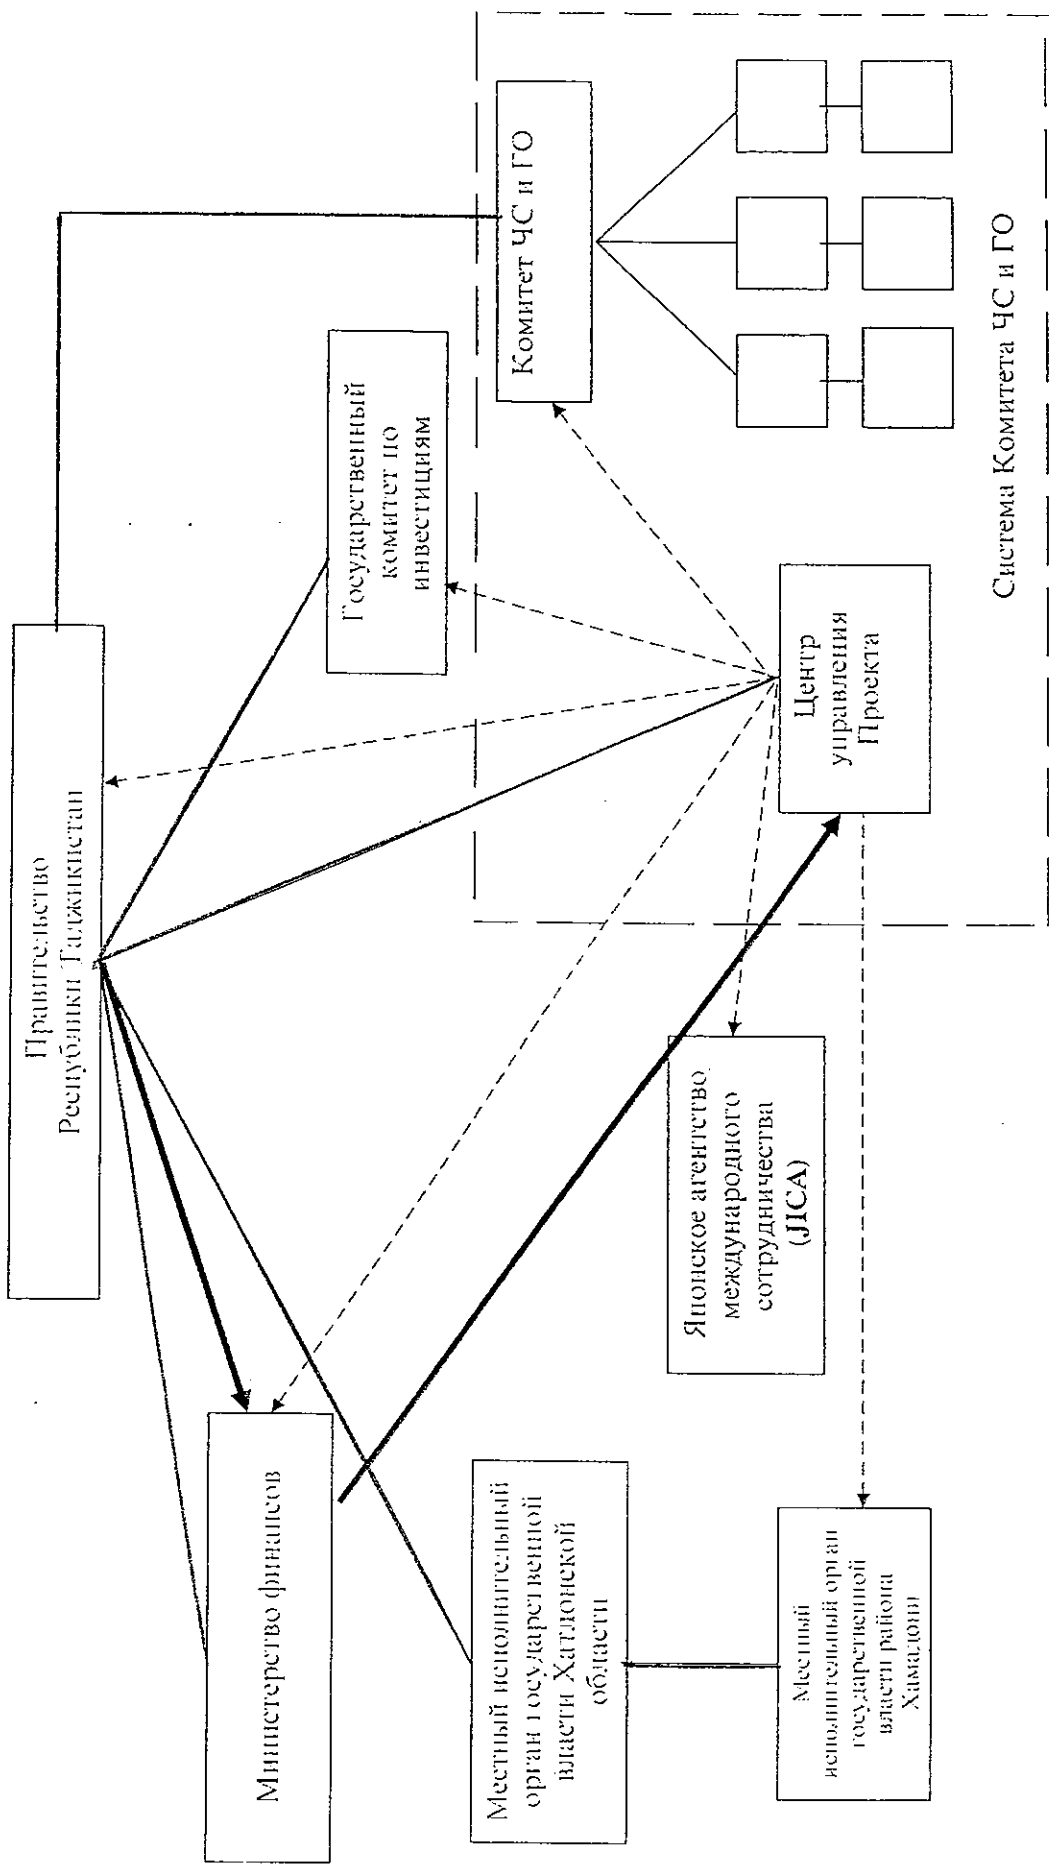 Правительство
Республики Таджикистан
Министерство финансов
Государственный
комитет по
инвестициям
Комитет ЧС и ГО
Местный исполнительный
орган государственной
власти Хатлонской
области
Японское агентство
международного
сотрудничества
(JICA)
Центр
управления
Проекта
Местный
исполнительный орган
государственной
власти района
Хамадони
Система Комитета ЧС и ГО